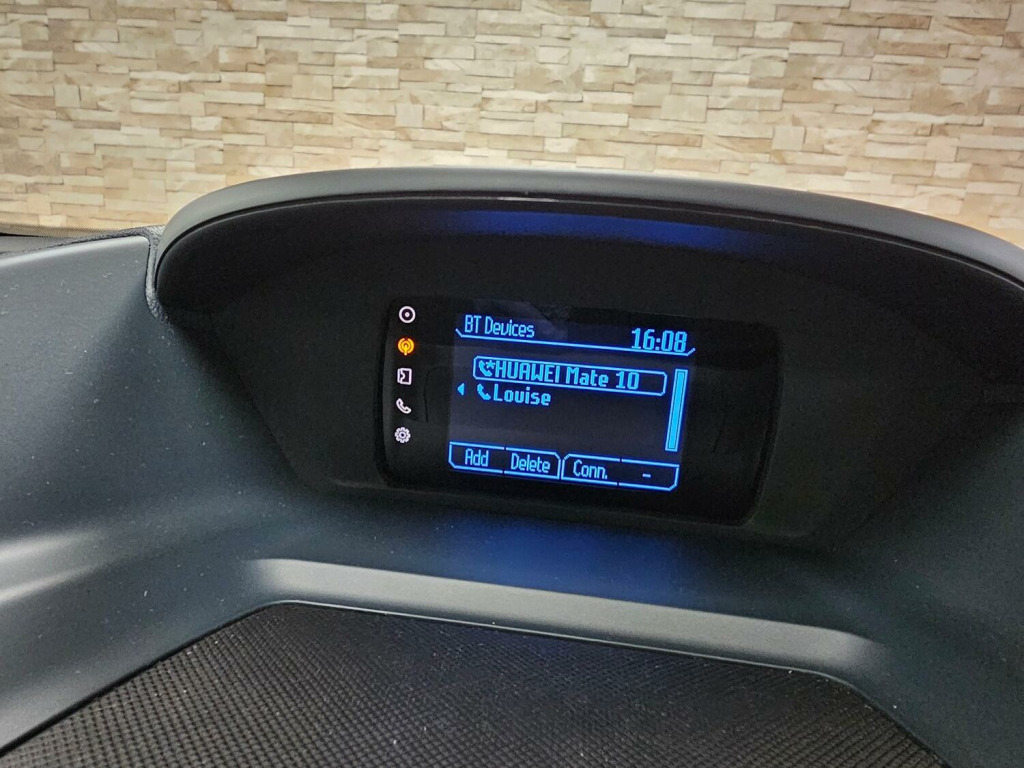 BT Devices
16:08
HUAWEI Mate 10
Louise
Add Delete Conn. -